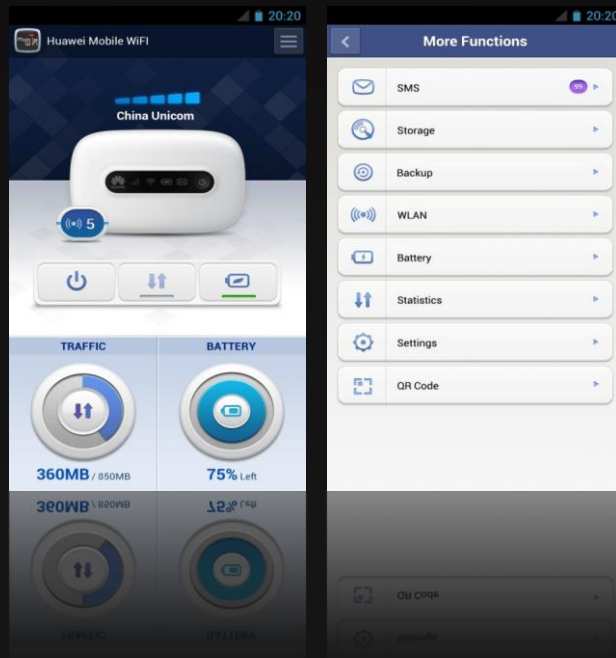 20:20
Huawei Mobile WiFI
China Unicom
5
TRAFFIC
BATTERY
360MB / 850MB
75% Left
20:20
More Functions
SMS
99
Storage
Backup
WLAN
Battery
Statistics
Settings
QR Code